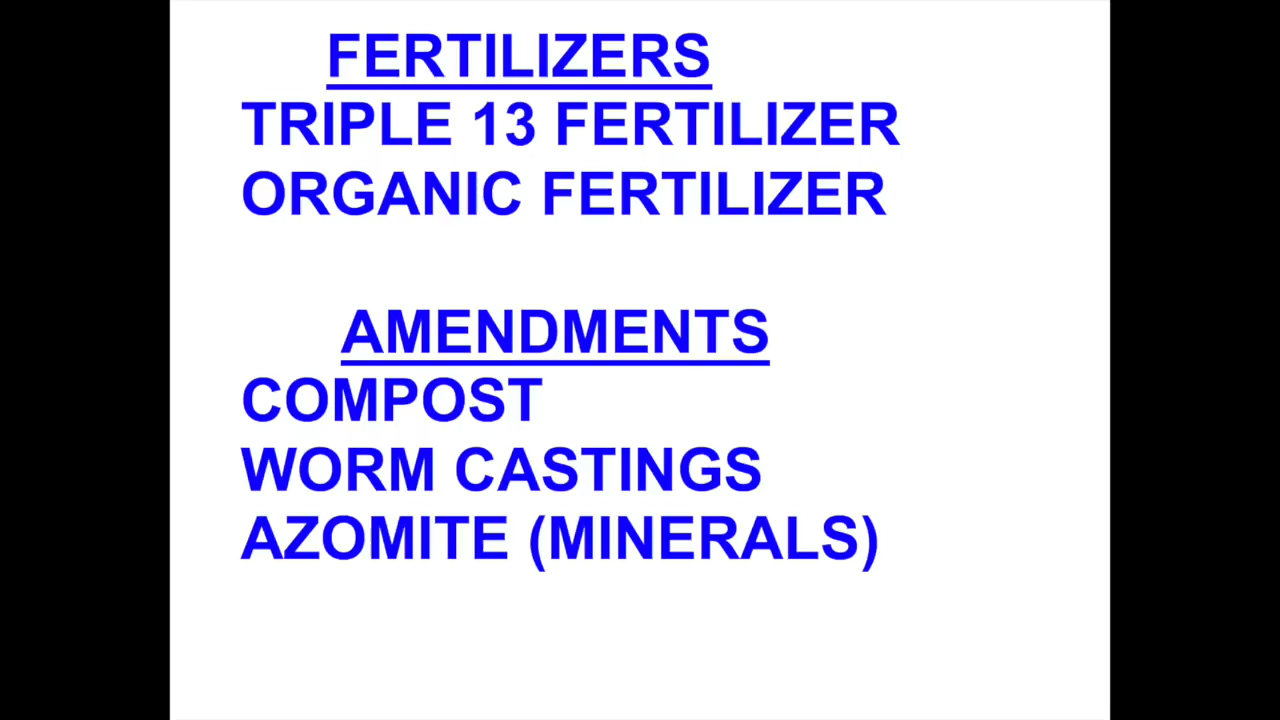 FERTILIZERS
TRIPLE 13 FERTILIZER
ORGANIC FERTILIZER
AMENDMENTS
COMPOST
WORM CASTINGS
AZOMITE (MINERALS)